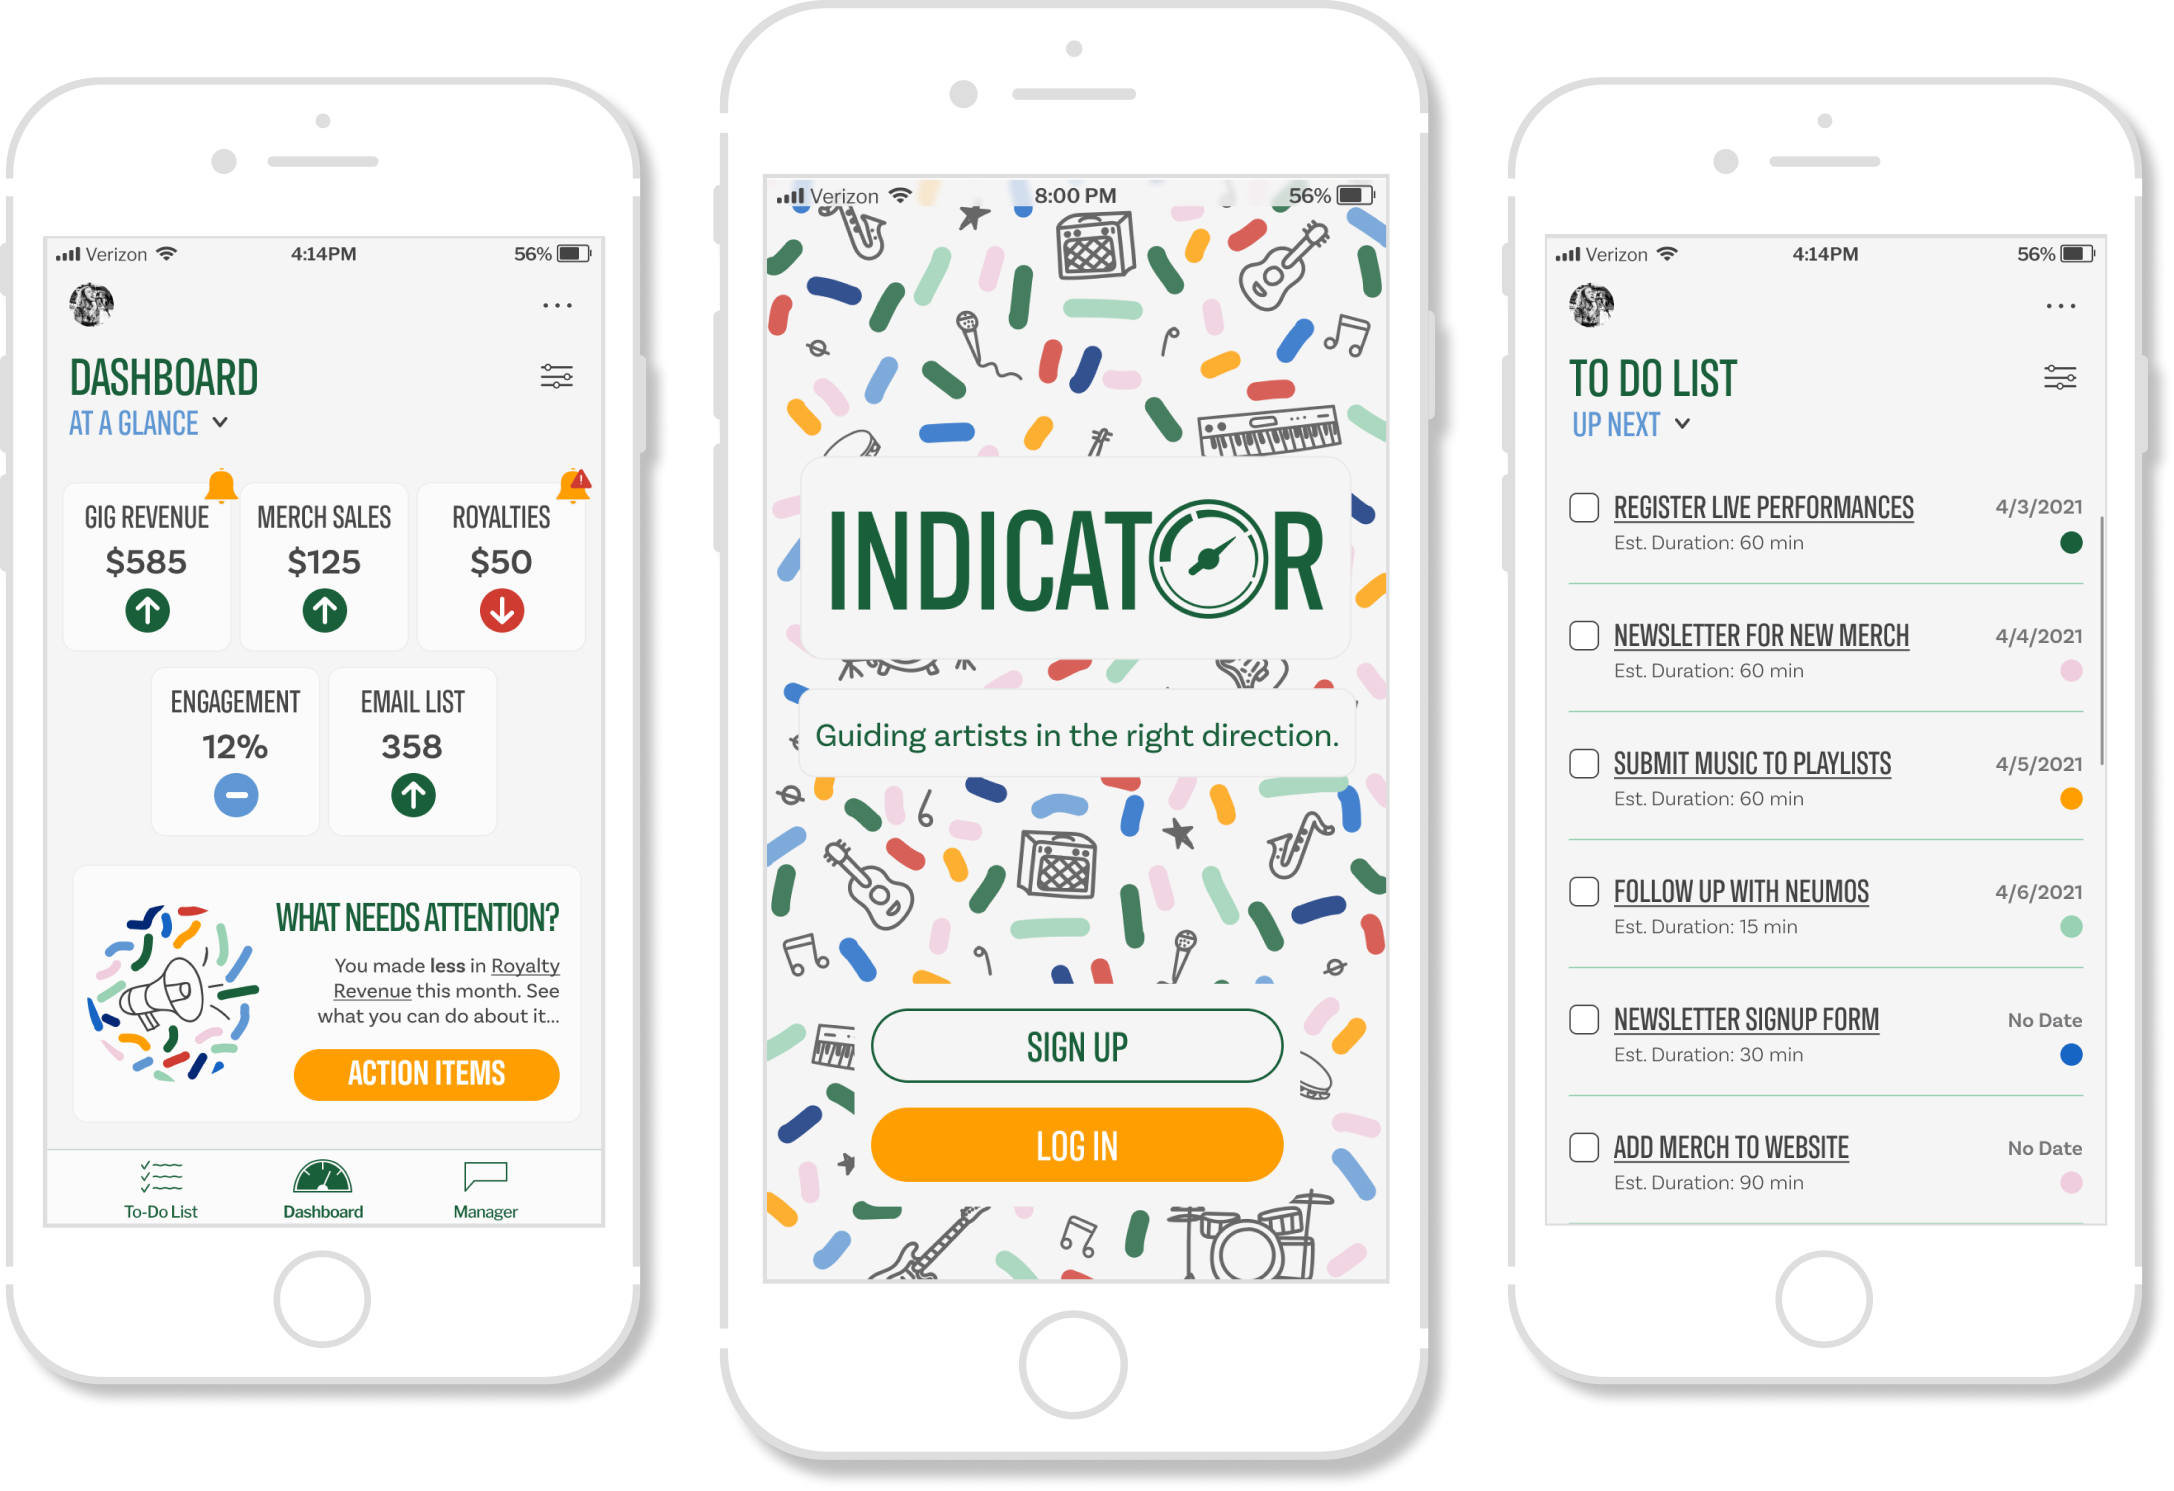 Verizon 4:14PM 56%
...
DASHBOARD
AT A GLANCE
GIG REVENUE
$585
MERCH SALES
$125
ROYALTIES
$50
ENGAGEMENT
12%
EMAIL LIST
358
WHAT NEEDS ATTENTION?
You made less in Royalty
Revenue this month. See
what you can do about it...
ACTION ITEMS
To-Do List
Dashboard
Manager
Verizon 8:00 PM 56%
INDICATOR
Guiding artists in the right direction.
SIGN UP
LOG IN
Verizon 4:14PM 56%
...
TO DO LIST
UP NEXT
REGISTER LIVE PERFORMANCES 4/3/2021
Est. Duration: 60 min
NEWSLETTER FOR NEW MERCH 4/4/2021
Est. Duration: 60 min
SUBMIT MUSIC TO PLAYLISTS 4/5/2021
Est. Duration: 60 min
FOLLOW UP WITH NEUMOS 4/6/2021
Est. Duration: 15 min
NEWSLETTER SIGNUP FORM No Date
Est. Duration: 30 min
ADD MERCH TO WEBSITE No Date
Est. Duration: 90 min